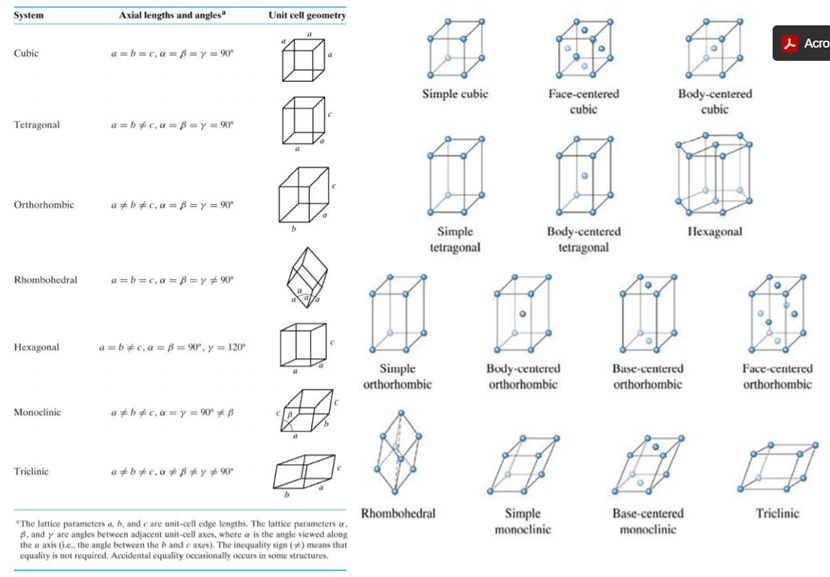 System Axial lengths and anglesᵃ Unit cell geometry
Cubic a = b = c, α = β = γ = 90°
a
a
a
Tetragonal a = b ≠ c, α = β = γ = 90°
c
a
a
Orthorhombic a ≠ b ≠ c, α = β = γ = 90°
c
a
b
Rhombohedral a = b = c, α = β = γ ≠ 90°
α
a a a
Hexagonal a = b ≠ c, α = β = 90°, γ = 120°
c
a
a
Monoclinic a ≠ b ≠ c, α = γ = 90° ≠ β
c
c β
b
a
Triclinic a ≠ b ≠ c, α ≠ β ≠ γ ≠ 90°
c
a
b
ᵃThe lattice parameters a, b, and c are unit-cell edge lengths. The lattice parameters α,
β, and γ are angles between adjacent unit-cell axes, where α is the angle viewed along
the a axis (i.e., the angle between the b and c axes). The inequality sign (≠) means that
equality is not required. Accidental equality occasionally occurs in some structures.
Acro
Simple cubic
Face-centered
cubic
Body-centered
cubic
Simple
tetragonal
Body-centered
tetragonal
Hexagonal
Simple
orthorhombic
Body-centered
orthorhombic
Base-centered
orthorhombic
Face-centered
orthorhombic
Rhombohedral
Simple
monoclinic
Base-centered
monoclinic
Triclinic